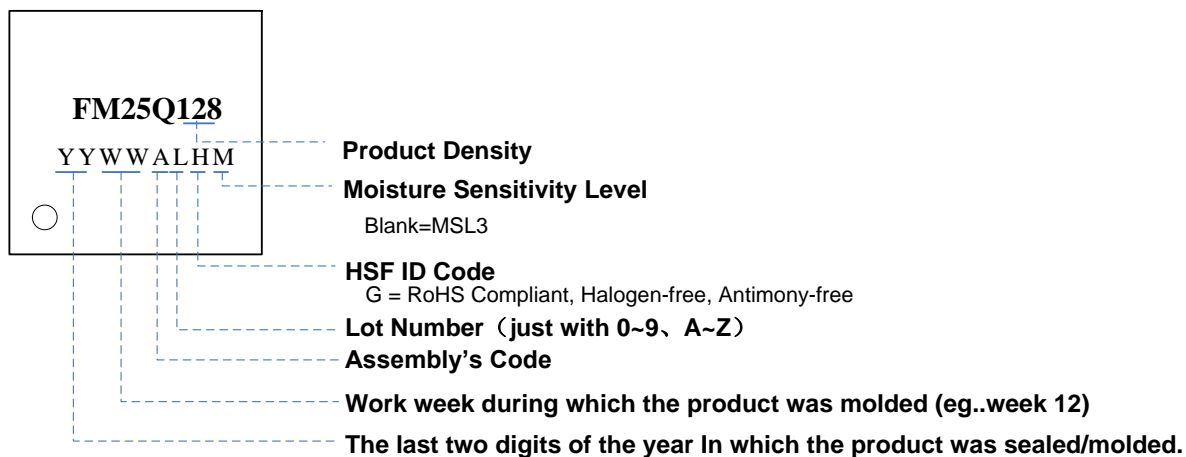 FM25Q128
YYWWALHM
Product Density
Moisture Sensitivity Level
Blank=MSL3
HSF ID Code
G = RoHS Compliant, Halogen-free, Antimony-free
Lot Number（just with 0~9、A~Z）
Assembly’s Code
Work week during which the product was molded (eg..week 12)
The last two digits of the year In which the product was sealed/molded.